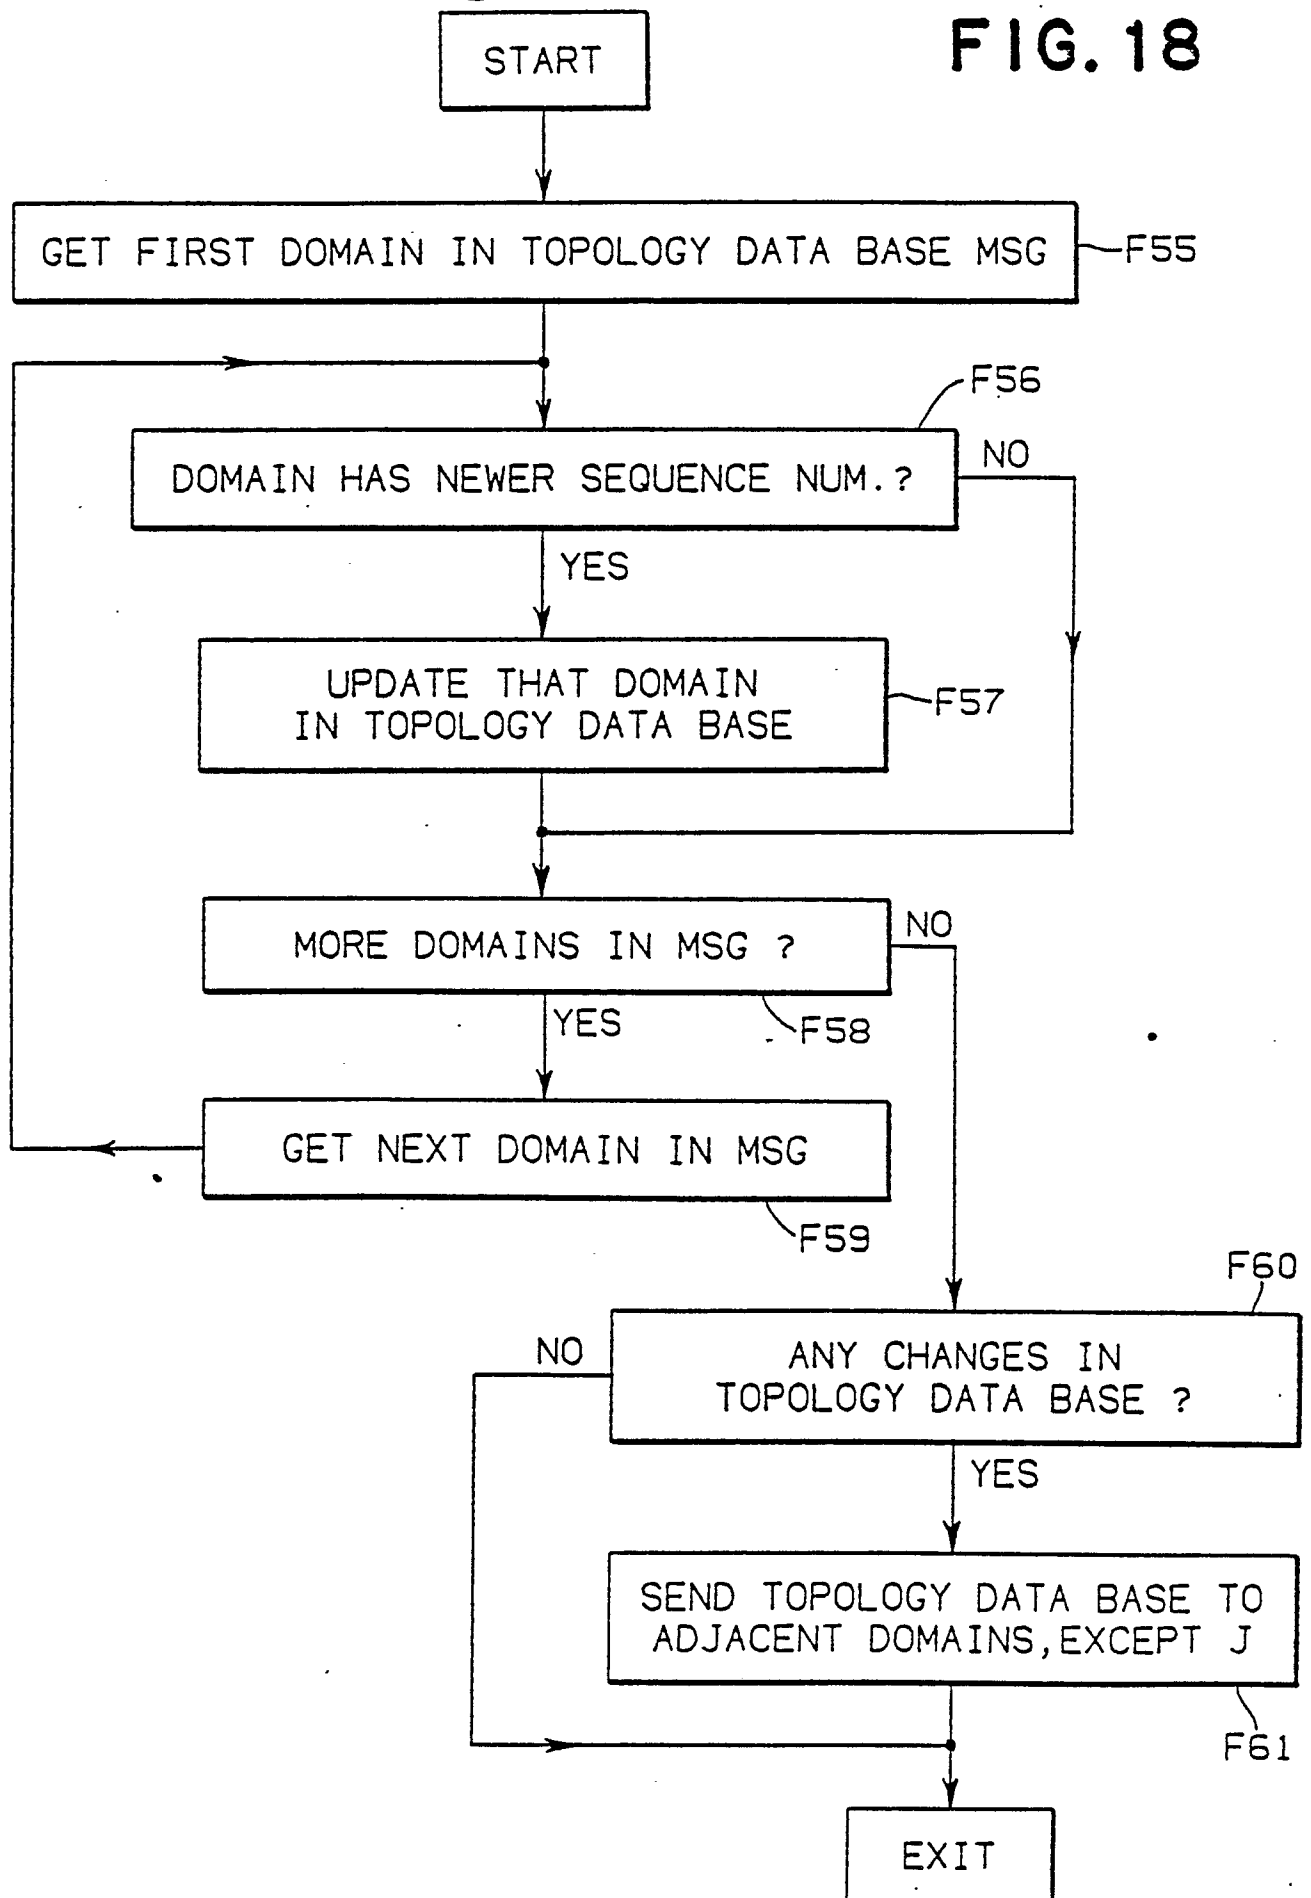 FIG. 18
START
GET FIRST DOMAIN IN TOPOLOGY DATA BASE MSG
F55
F56
DOMAIN HAS NEWER SEQUENCE NUM.?
NO
YES
UPDATE THAT DOMAIN
IN TOPOLOGY DATA BASE
F57
MORE DOMAINS IN MSG ?
NO
YES
F58
GET NEXT DOMAIN IN MSG
F59
F60
NO
ANY CHANGES IN
TOPOLOGY DATA BASE ?
YES
SEND TOPOLOGY DATA BASE TO
ADJACENT DOMAINS,EXCEPT J
F61
EXIT